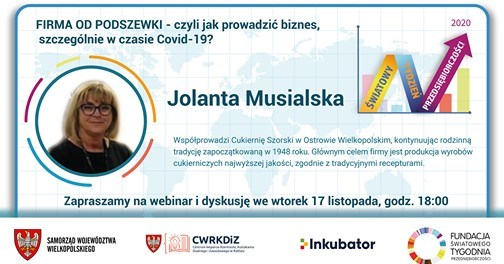 FIRMA OD PODSZEWKI - czyli jak prowadzić biznes,
szczególnie w czasie Covid-19?
2020
ŚWIATOWY
TYDZIEŃ
PRZEDSIĘBIORCZOŚCI
Jolanta Musialska
Współprowadzi Cukiernię Szorski w Ostrowie Wielkopolskim, kontynuując rodzinną
tradycję zapoczątkowaną w 1948 roku. Głównym celem firmy jest produkcja wyrobów
cukierniczych najwyższej jakości, zgodnie z tradycyjnymi recepturami.
Zapraszamy na webinar i dyskusję we wtorek 17 listopada, godz. 18:00
SAMORZĄD WOJEWÓDZTWA
WIELKOPOLSKIEGO
CWRKDiZ
Inkubator
FUNDACJA
ŚWIATOWEGO
TYGODNIA
PRZEDSIĘBIORCZOŚCI